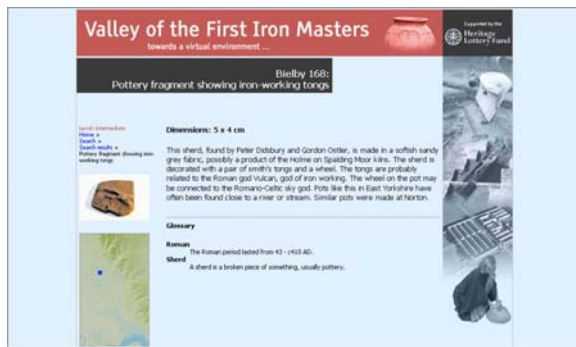 Valley of the First Iron Masters
towards a virtual environment ...
Supported by the
Heritage
Lottery Fund
Bielby 168:
Pottery fragment showing iron-working tongs
Level: Intermediate
Home »
Search »
Search results »
Pottery fragment showing iron-
working tongs
Dimensions: 5 x 4 cm
This sherd, found by Peter Didsbury and Gordon Ostler, is made in a softish sandy
grey fabric, possibly a product of the Holme on Spalding Moor kilns. The sherd is
decorated with a pair of smith's tongs and a wheel. The tongs are probably
related to the Roman god Vulcan, god of iron working. The wheel on the pot may
be connected to the Romano-Celtic sky god. Pots like this in East Yorkshire have
often been found close to a river or stream. Similar pots were made at Norton.
Glossary
Roman
The Roman period lasted from 43 - c410 AD.
Sherd
A sherd is a broken piece of something, usually pottery.